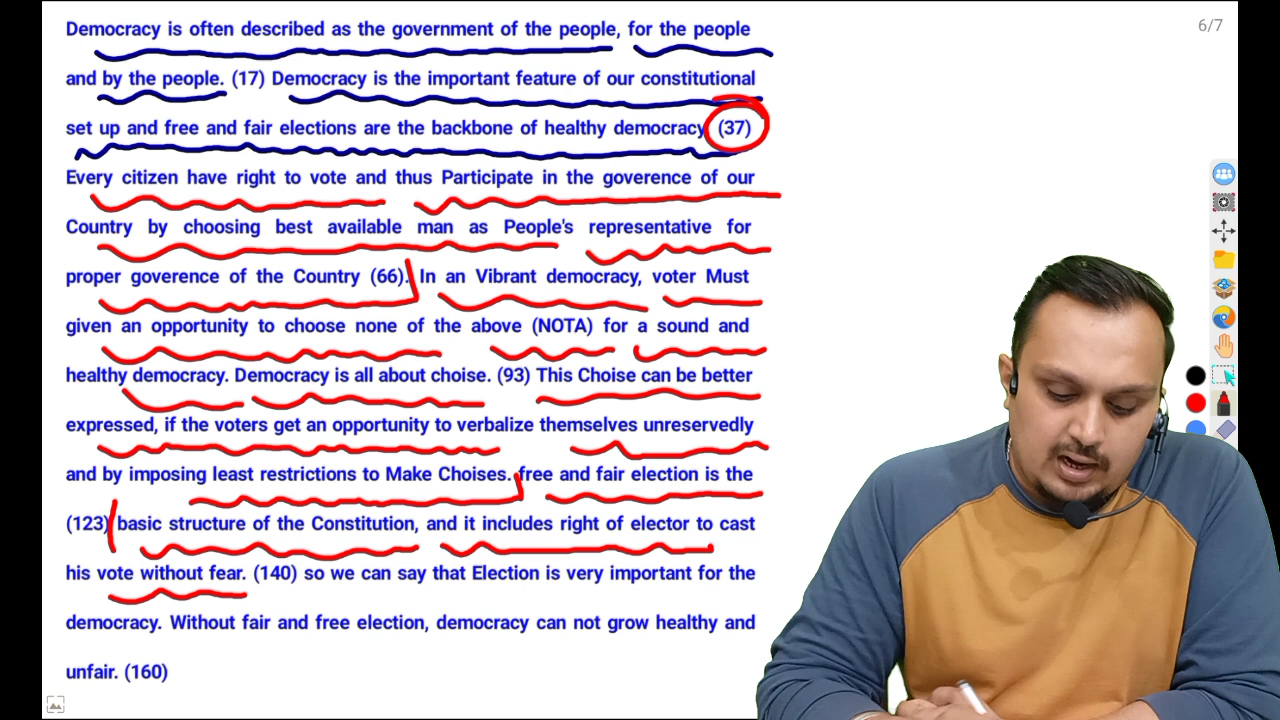 6/7
Democracy is often described as the government of the people, for the people
and by the people. (17) Democracy is the important feature of our constitutional
set up and free and fair elections are the backbone of healthy democracy (37)
Every citizen have right to vote and thus Participate in the goverence of our
Country by choosing best available man as People's representative for
proper goverence of the Country (66). In an Vibrant democracy, voter Must
given an opportunity to choose none of the above (NOTA) for a sound and
healthy democracy. Democracy is all about choise. (93) This Choise can be better
expressed, if the voters get an opportunity to verbalize themselves unreservedly
and by imposing least restrictions to Make Choises. free and fair election is the
(123) basic structure of the Constitution, and it includes right of elector to cast
his vote without fear. (140) so we can say that Election is very important for the
democracy. Without fair and free election, democracy can not grow healthy and
unfair. (160)